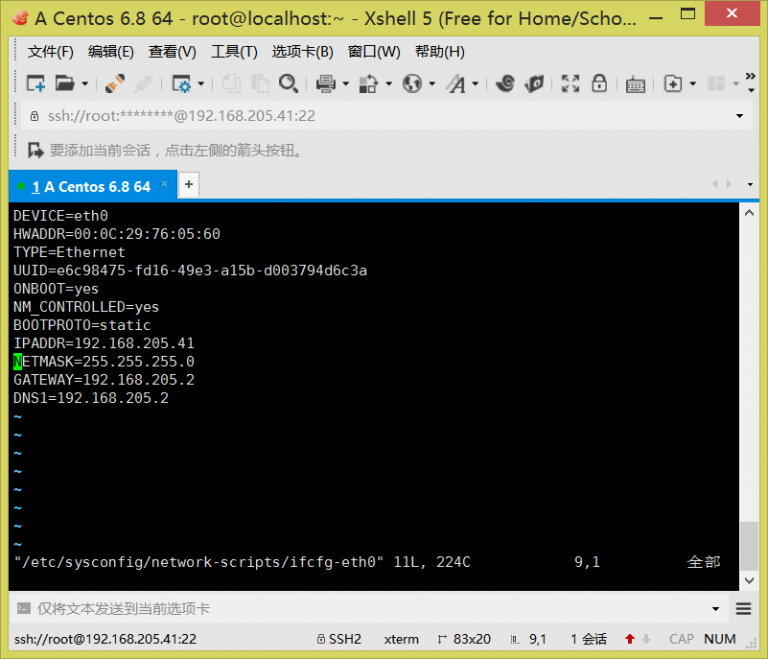 A Centos 6.8 64 - root@localhost:~ - Xshell 5 (Free for Home/Scho...
文件(F) 编辑(E) 查看(V) 工具(T) 选项卡(B) 窗口(W) 帮助(H)
ssh://root:********@192.168.205.41:22
要添加当前会话，点击左侧的箭头按钮。
1 A Centos 6.8 64
DEVICE=eth0
HWADDR=00:0C:29:76:05:60
TYPE=Ethernet
UUID=e6c98475-fd16-49e3-a15b-d003794d6c3a
ONBOOT=yes
NM_CONTROLLED=yes
BOOTPROTO=static
IPADDR=192.168.205.41
NETMASK=255.255.255.0
GATEWAY=192.168.205.2
DNS1=192.168.205.2
~
~
~
~
~
~
~
~
"/etc/sysconfig/network-scripts/ifcfg-eth0" 11L, 224C 9,1 全部
仅将文本发送到当前选项卡
ssh://root@192.168.205.41:22 SSH2 xterm 83x20 9,1 1 会话 CAP NUM